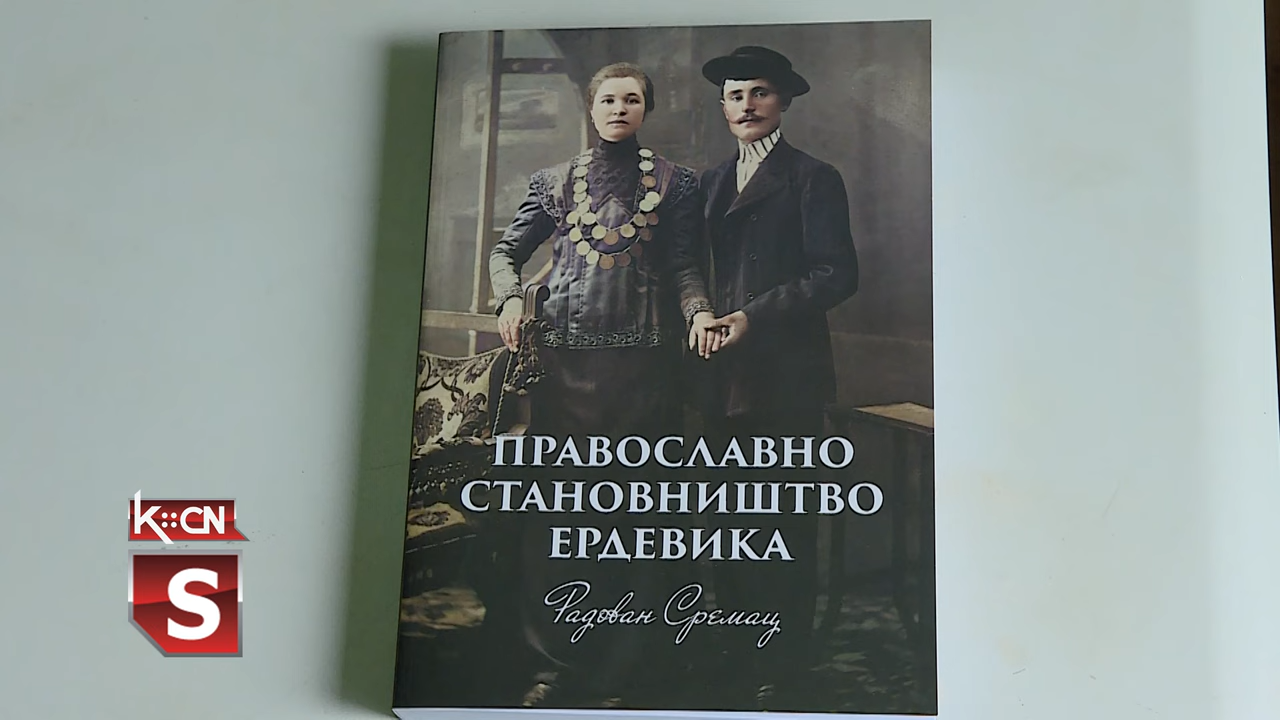 ПРАВОСЛАВНО
СТАНОВНИШТВО
ЕРДЕВИКА
Радован Сремац
K::CN
S